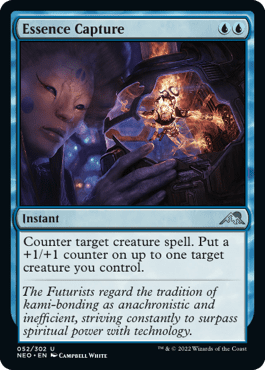 Essence Capture
Instant
Counter target creature spell. Put a
+1/+1 counter on up to one target
creature you control.
The Futurists regard the tradition of
kami-bonding as anachronistic and
inefficient, striving constantly to surpass
spiritual power with technology.
052/302 U
NEO • EN Campbell White
™ & © 2022 Wizards of the Coast